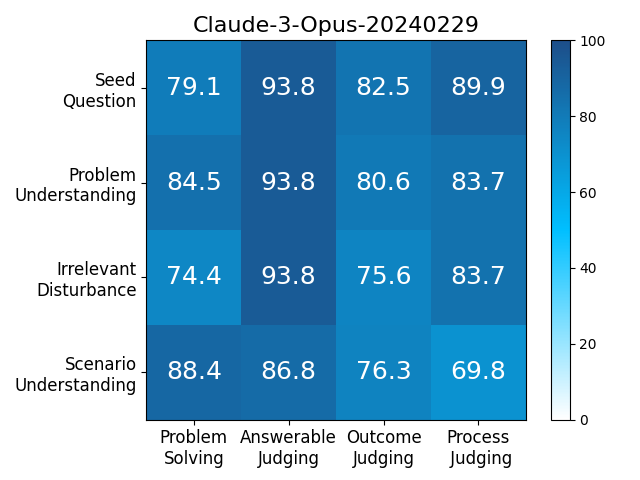 Claude-3-Opus-20240229
Seed
Question
79.1 93.8 82.5 89.9
Problem
Understanding
84.5 93.8 80.6 83.7
Irrelevant
Disturbance
74.4 93.8 75.6 83.7
Scenario
Understanding
88.4 86.8 76.3 69.8
Problem
Solving
Answerable
Judging
Outcome
Judging
Process
Judging
100
80
60
40
20
0